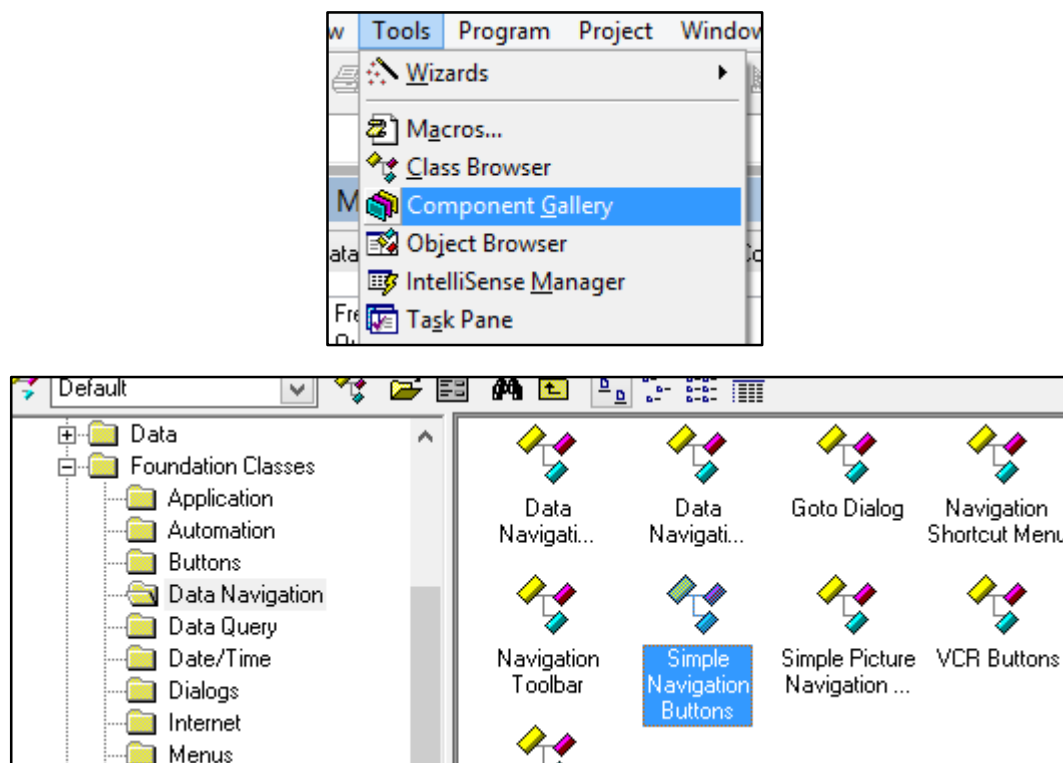 w Tools Program Project Window
Wizards
Macros...
Class Browser
M
Component Gallery
ata
Object Browser
IntelliSense Manager
Fre
Task Pane
Default
Data
Foundation Classes
Application
Automation
Buttons
Data Navigation
Data Query
Date/Time
Dialogs
Internet
Menus
Data
Navigati...
Data
Navigati...
Goto Dialog
Navigation
Shortcut Menu
Navigation
Toolbar
Simple
Navigation
Buttons
Simple Picture
Navigation ...
VCR Buttons